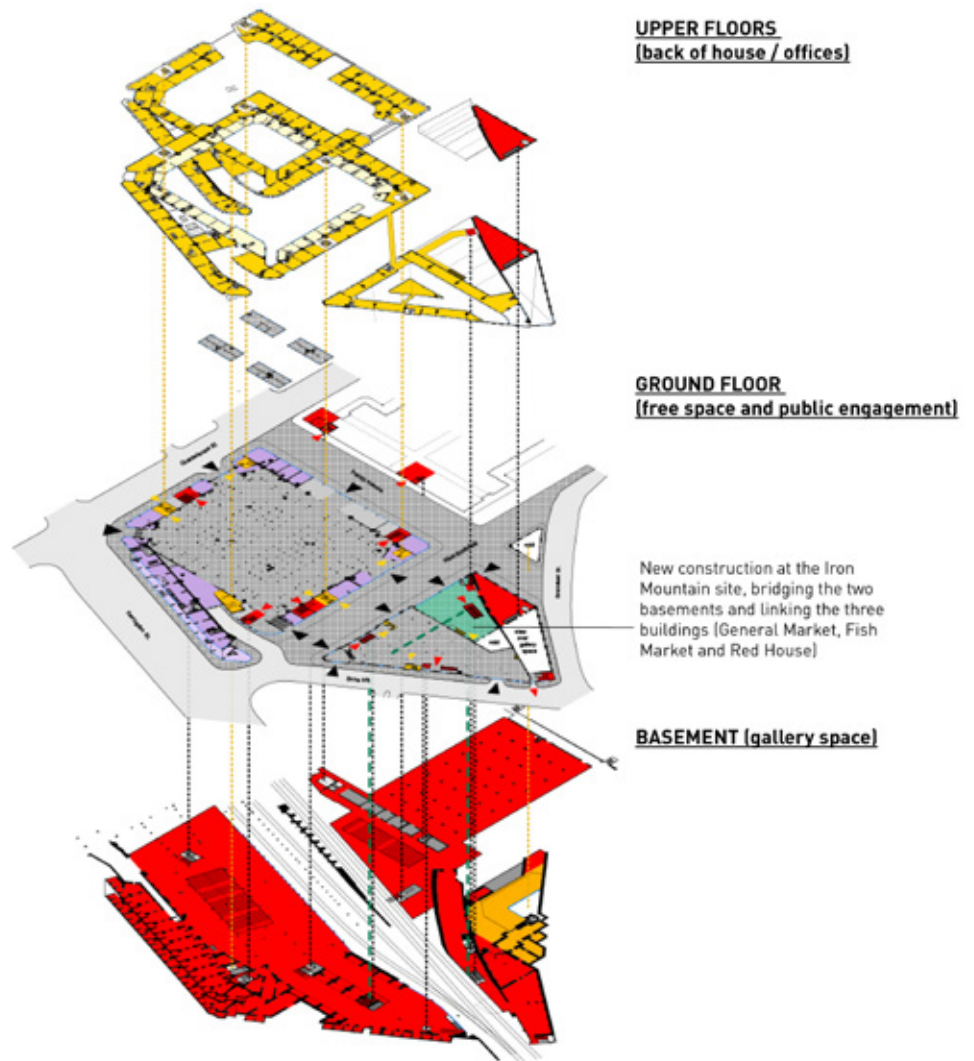 UPPER FLOORS
(back of house / offices)
GROUND FLOOR
(free space and public engagement)
New construction at the Iron
Mountain site, bridging the two
basements and linking the three
buildings (General Market, Fish
Market and Red House)
BASEMENT (gallery space)